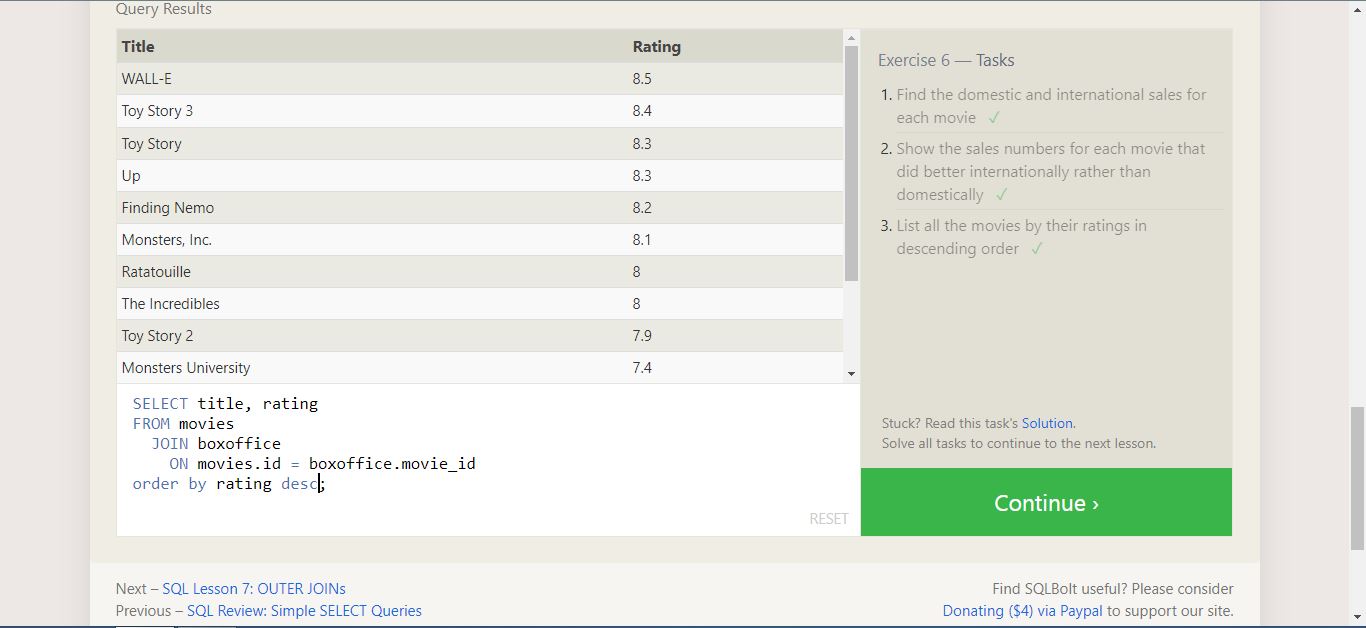 Query Results
Title Rating
WALL-E 8.5
Toy Story 3 8.4
Toy Story 8.3
Up 8.3
Finding Nemo 8.2
Monsters, Inc. 8.1
Ratatouille 8
The Incredibles 8
Toy Story 2 7.9
Monsters University 7.4
SELECT title, rating
FROM movies
JOIN boxoffice
ON movies.id = boxoffice.movie_id
order by rating desc;
RESET
Exercise 6 — Tasks
1. Find the domestic and international sales for
each movie ✓
2. Show the sales numbers for each movie that
did better internationally rather than
domestically ✓
3. List all the movies by their ratings in
descending order ✓
Stuck? Read this task's Solution.
Solve all tasks to continue to the next lesson.
Continue ›
Next – SQL Lesson 7: OUTER JOINs
Previous – SQL Review: Simple SELECT Queries
Find SQLBolt useful? Please consider
Donating ($4) via Paypal to support our site.